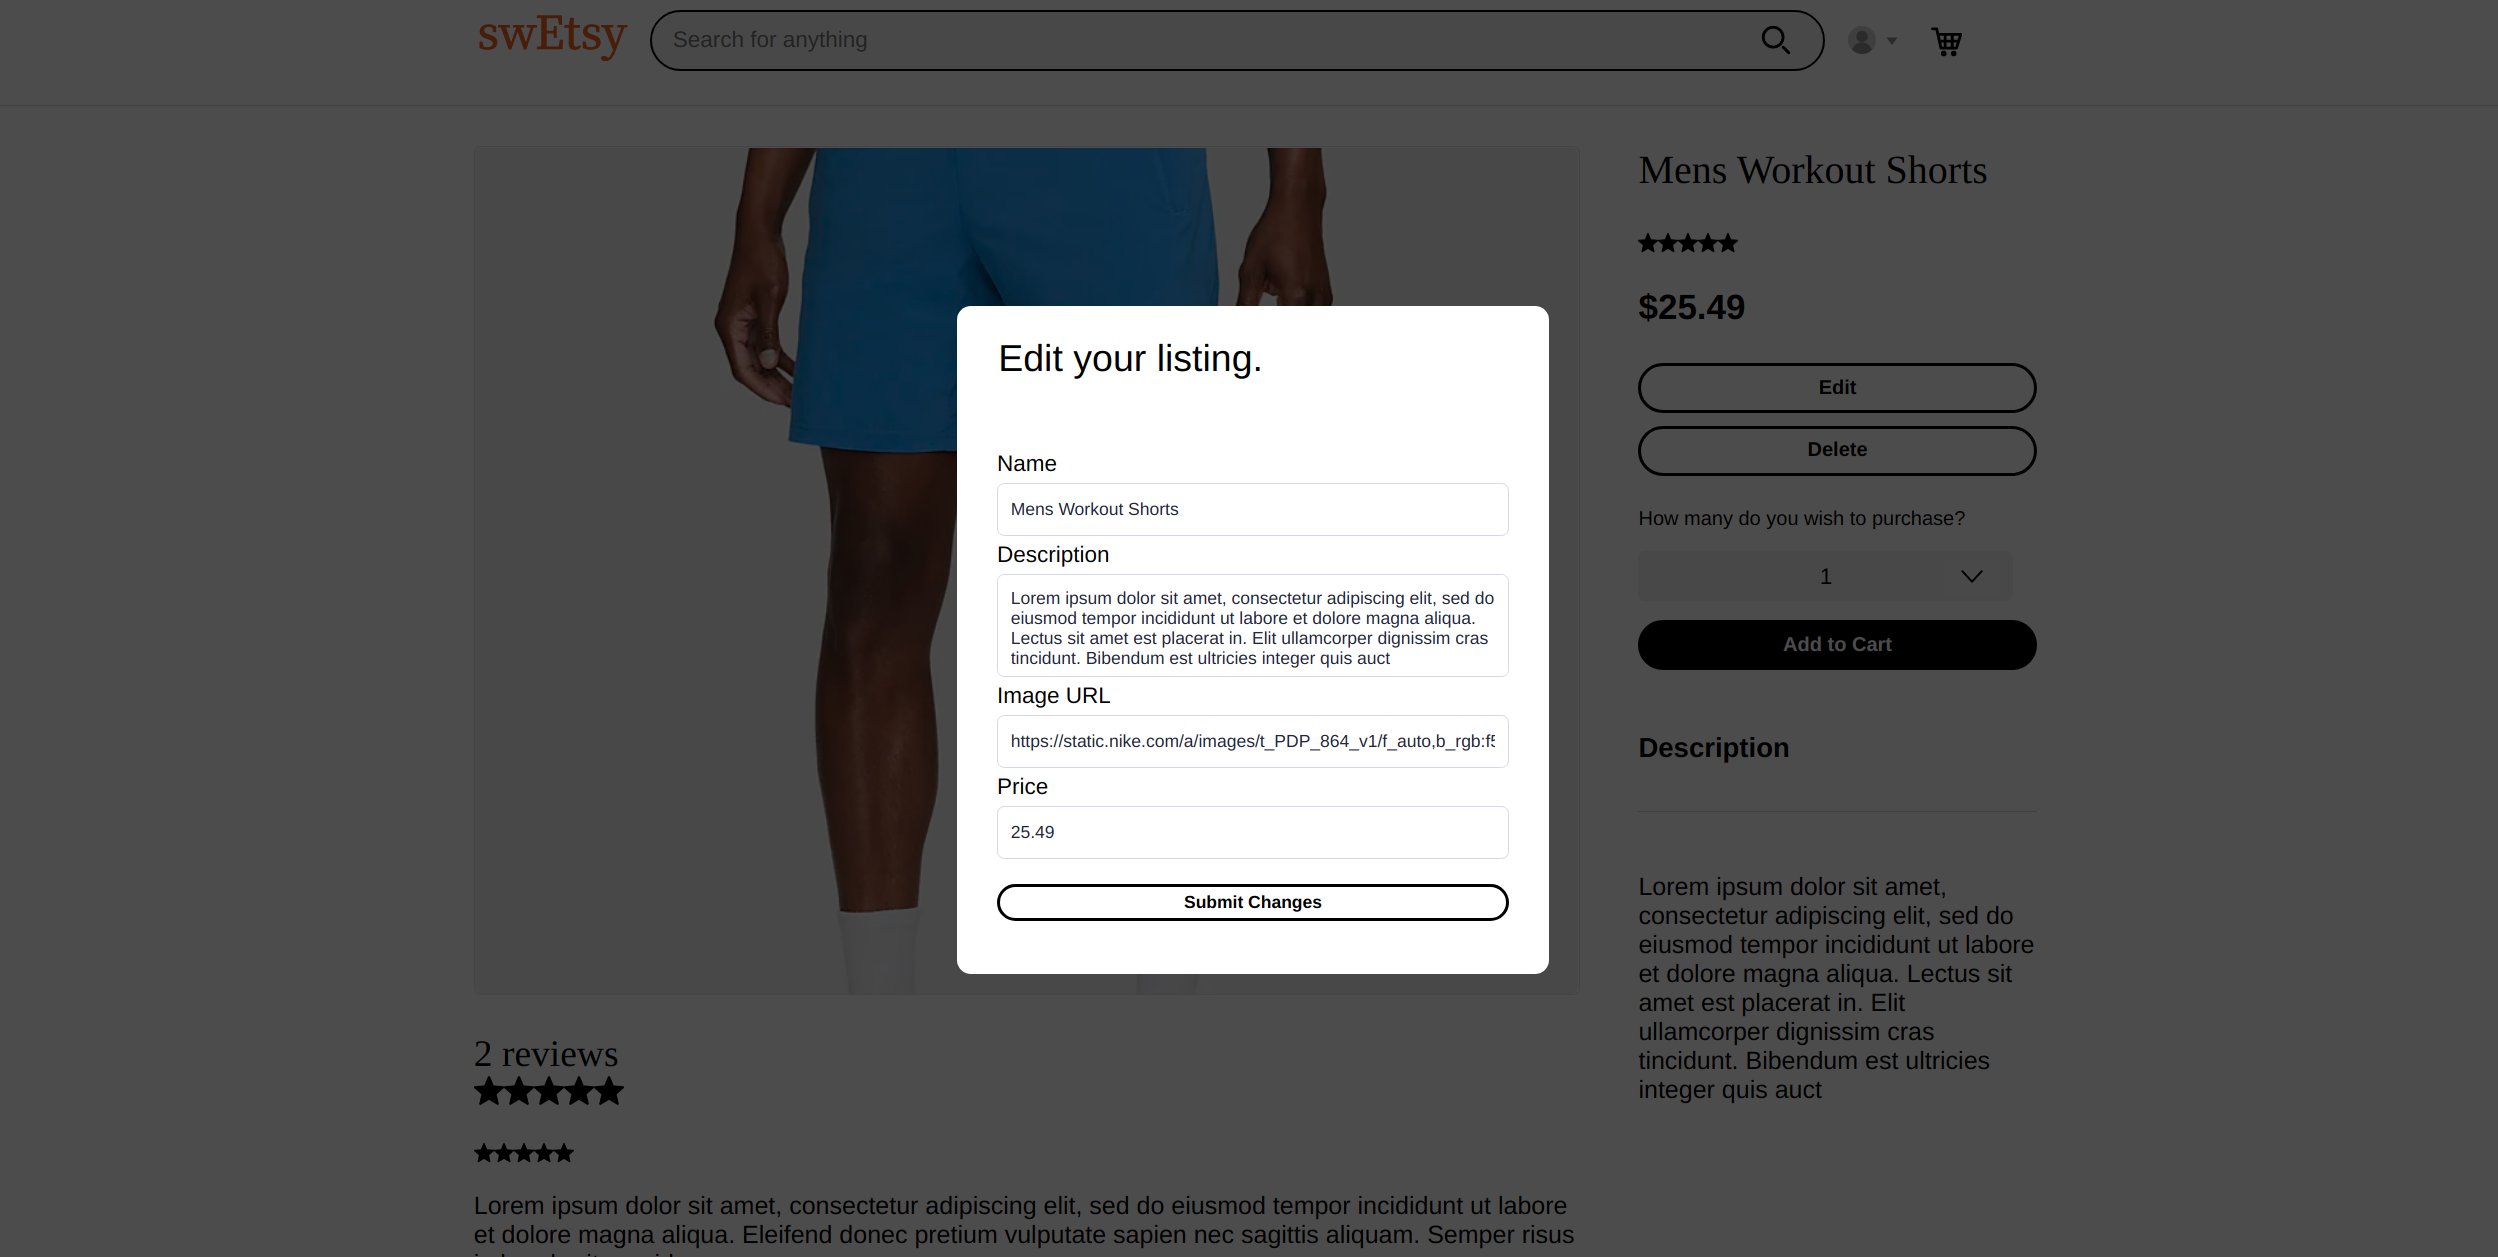 swEtsy
Search for anything
Mens Workout Shorts
$25.49
Edit
Delete
How many do you wish to purchase?
1
Add to Cart
Description
Lorem ipsum dolor sit amet,
consectetur adipiscing elit, sed do
eiusmod tempor incididunt ut labore
et dolore magna aliqua. Lectus sit
amet est placerat in. Elit
ullamcorper dignissim cras
tincidunt. Bibendum est ultricies
integer quis auct
Edit your listing.
Name
Mens Workout Shorts
Description
Lorem ipsum dolor sit amet, consectetur adipiscing elit, sed do
eiusmod tempor incididunt ut labore et dolore magna aliqua.
Lectus sit amet est placerat in. Elit ullamcorper dignissim cras
tincidunt. Bibendum est ultricies integer quis auct
Image URL
https://static.nike.com/a/images/t_PDP_864_v1/f_auto,b_rgb:f5
Price
25.49
Submit Changes
2 reviews
Lorem ipsum dolor sit amet, consectetur adipiscing elit, sed do eiusmod tempor incididunt ut labore
et dolore magna aliqua. Eleifend donec pretium vulputate sapien nec sagittis aliquam. Semper risus